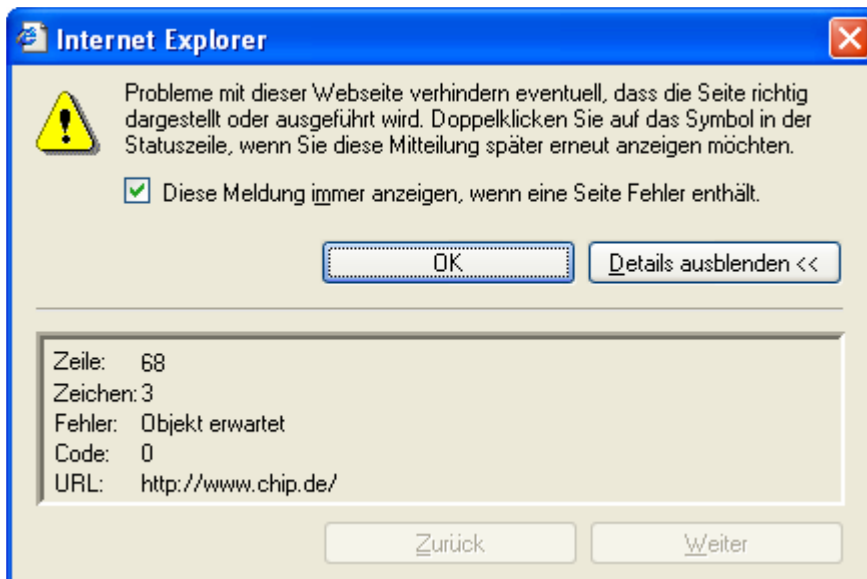 Internet Explorer
Probleme mit dieser Webseite verhindern eventuell, dass die Seite richtig
dargestellt oder ausgeführt wird. Doppelklicken Sie auf das Symbol in der
Statuszeile, wenn Sie diese Mitteilung später erneut anzeigen möchten.
Diese Meldung immer anzeigen, wenn eine Seite Fehler enthält.
OK Details ausblenden <<
Zeile: 68
Zeichen: 3
Fehler: Objekt erwartet
Code: 0
URL: http://www.chip.de/
Zurück Weiter